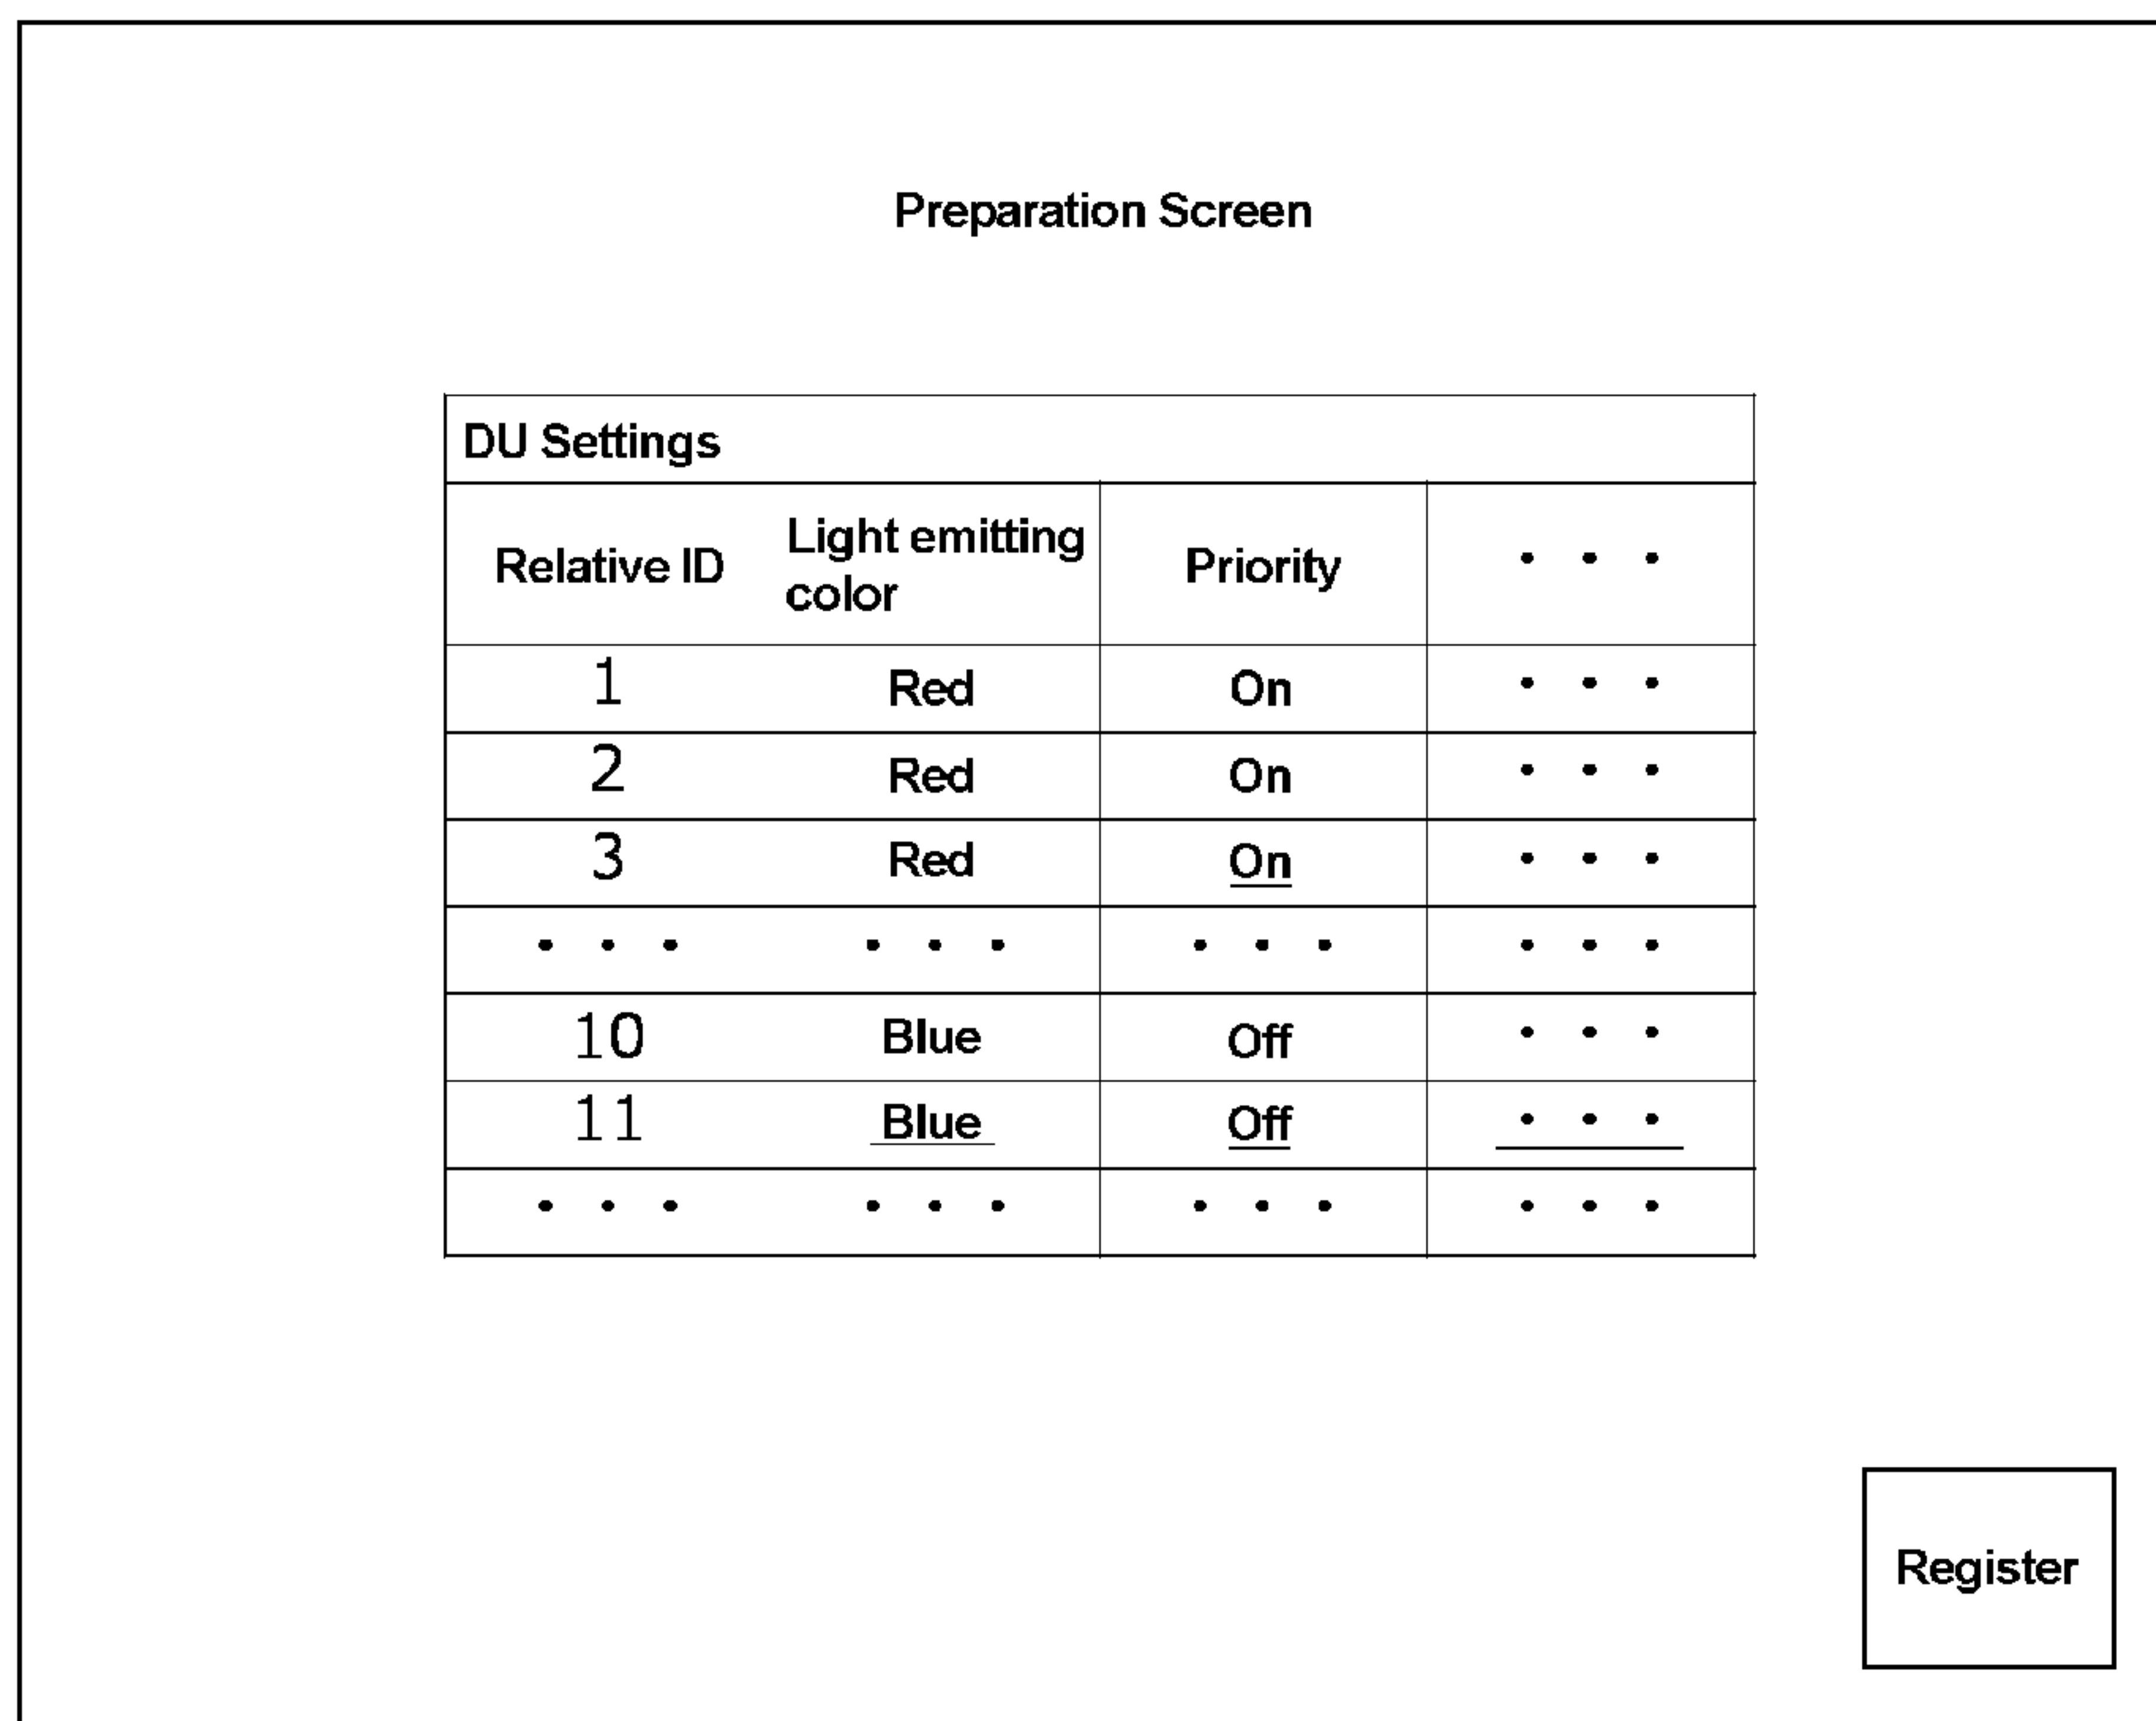 Preparation Screen
DU Settings
Relative ID Light emitting color Priority • • •
1 Red On • • •
2 Red On • • •
3 Red On • • •
• • • • • • • • • • • •
10 Blue Off • • •
11 Blue Off • • •
• • • • • • • • • • • •
Register